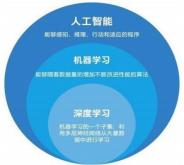 人工智能
能够感知、推理、行动和适应的程序
机器学习
能够随着数据量的增加不断改进性能的算法
深度学习
机器学习的一个子集：利
用多层神经网络从大量数
据中进行学习